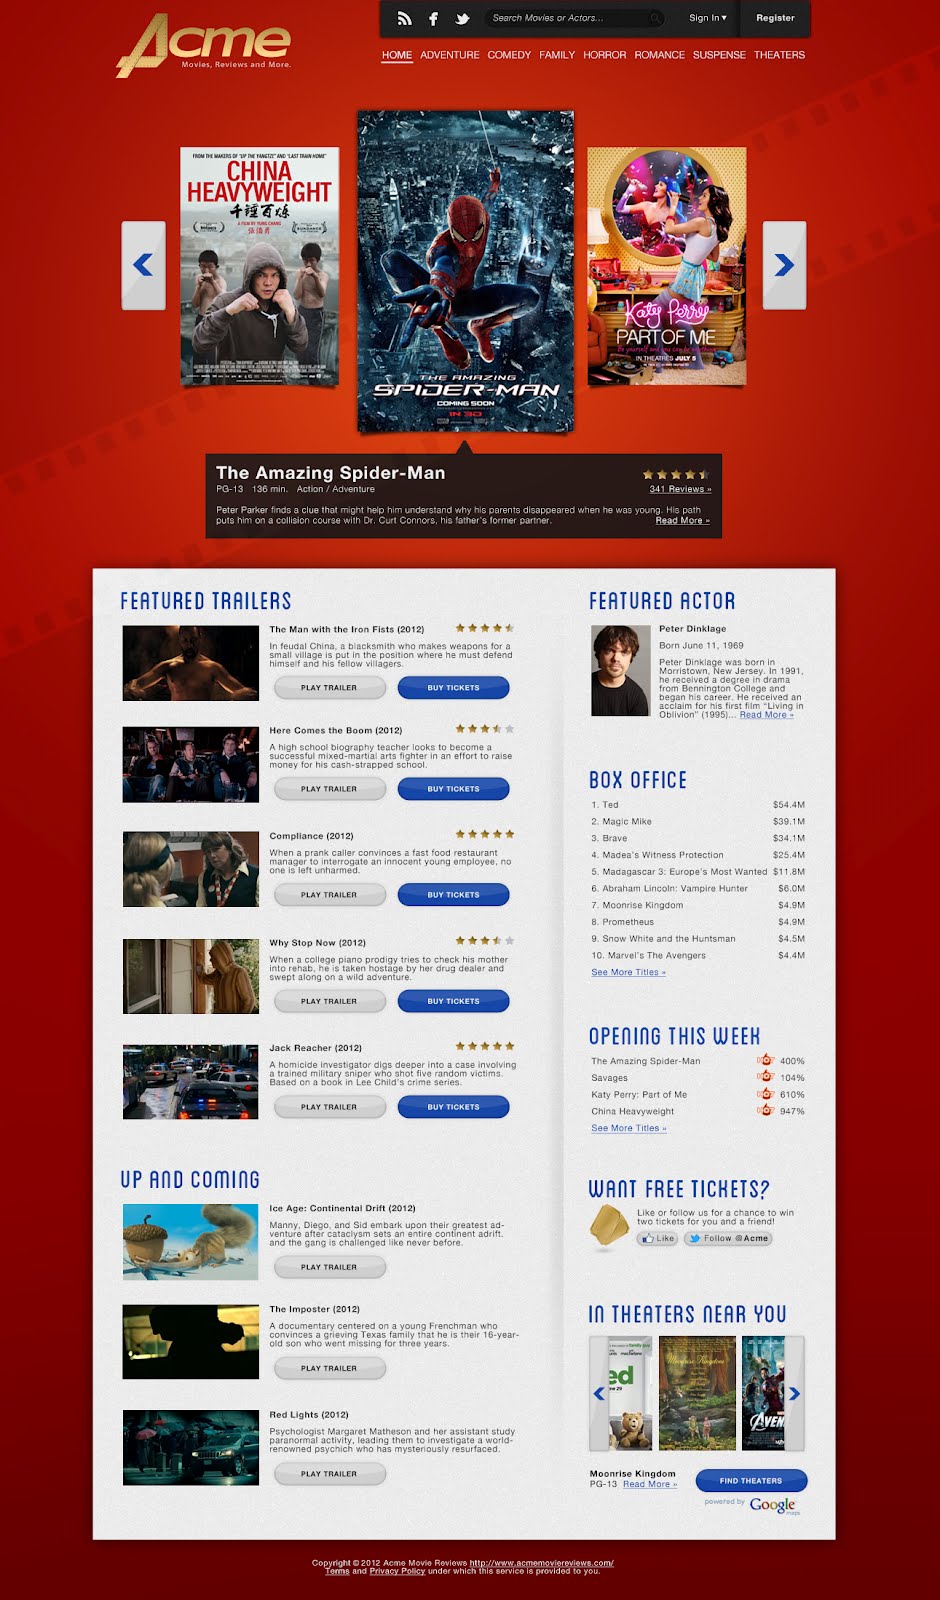 Acme
Movies, Reviews and More.
Search Movies or Actors...
Sign In ▾
Register
HOME ADVENTURE COMEDY FAMILY HORROR ROMANCE SUSPENSE THEATERS
FROM THE MAKERS OF "UP THE YANGTZE" AND "LAST TRAIN HOME"
CHINA
HEAVYWEIGHT
千錘百煉
A FILM BY YUNG CHANG
張僑勇
SUNDANCE
THE AMAZING
SPIDER-MAN
COMING SOON
IN 3D
Katy Perry
PART OF ME
Be yourself and you can be anything
IN THEATRES JULY 5
The Amazing Spider-Man
PG-13 136 min. Action / Adventure
341 Reviews »
Peter Parker finds a clue that might help him understand why his parents disappeared when he was young. His path
puts him on a collision course with Dr. Curt Connors, his father's former partner.
Read More »
FEATURED TRAILERS
The Man with the Iron Fists (2012)
In feudal China, a blacksmith who makes weapons for a
small village is put in the position where he must defend
himself and his fellow villagers.
PLAY TRAILER
BUY TICKETS
Here Comes the Boom (2012)
A high school biography teacher looks to become a
successful mixed-martial arts fighter in an effort to raise
money for his cash-strapped school.
PLAY TRAILER
BUY TICKETS
Compliance (2012)
When a prank caller convinces a fast food restaurant
manager to interrogate an innocent young employee, no
one is left unharmed.
PLAY TRAILER
BUY TICKETS
Why Stop Now (2012)
When a college piano prodigy tries to check his mother
into rehab, he is taken hostage by her drug dealer and
swept along on a wild adventure.
PLAY TRAILER
BUY TICKETS
Jack Reacher (2012)
A homicide investigator digs deeper into a case involving
a trained military sniper who shot five random victims.
Based on a book in Lee Child's crime series.
PLAY TRAILER
BUY TICKETS
UP AND COMING
Ice Age: Continental Drift (2012)
Manny, Diego, and Sid embark upon their greatest ad-
venture after cataclysm sets an entire continent adrift.
and the gang is challenged like never before.
PLAY TRAILER
The Imposter (2012)
A documentary centered on a young Frenchman who
convinces a grieving Texas family that he is their 16-year-
old son who went missing for three years.
PLAY TRAILER
Red Lights (2012)
Psychologist Margaret Matheson and her assistant study
paranormal activity, leading them to investigate a world-
renowned psychich who has mysteriously resurfaced.
PLAY TRAILER
FEATURED ACTOR
Peter Dinklage
Born June 11, 1969
Peter Dinklage was born in
Morristown, New Jersey. In 1991,
he received a degree in drama
from Bennington College and
began his career. He received an
acclaim for his first film "Living in
Oblivion" (1995)... Read More »
BOX OFFICE
1. Ted $54.4M
2. Magic Mike $39.1M
3. Brave $34.1M
4. Madea's Witness Protection $25.4M
5. Madagascar 3: Europe's Most Wanted $11.8M
6. Abraham Lincoln: Vampire Hunter $6.0M
7. Moonrise Kingdom $4.9M
8. Prometheus $4.9M
9. Snow White and the Huntsman $4.5M
10. Marvel's The Avengers $4.4M
See More Titles »
OPENING THIS WEEK
The Amazing Spider-Man HOT 400%
Savages HOT 104%
Katy Perry: Part of Me HOT 610%
China Heavyweight HOT 947%
See More Titles »
WANT FREE TICKETS?
Like or follow us for a chance to win
two tickets for you and a friend!
Like
Follow @Acme
IN THEATERS NEAR YOU
ed
ne 29
Moonrise Kingdom
AVEN
Moonrise Kingdom
PG-13 Read More »
FIND THEATERS
powered by Google
maps
Copyright © 2012 Acme Movie Reviews http://www.acmemoviereviews.com/
Terms and Privacy Policy under which this service is provided to you.